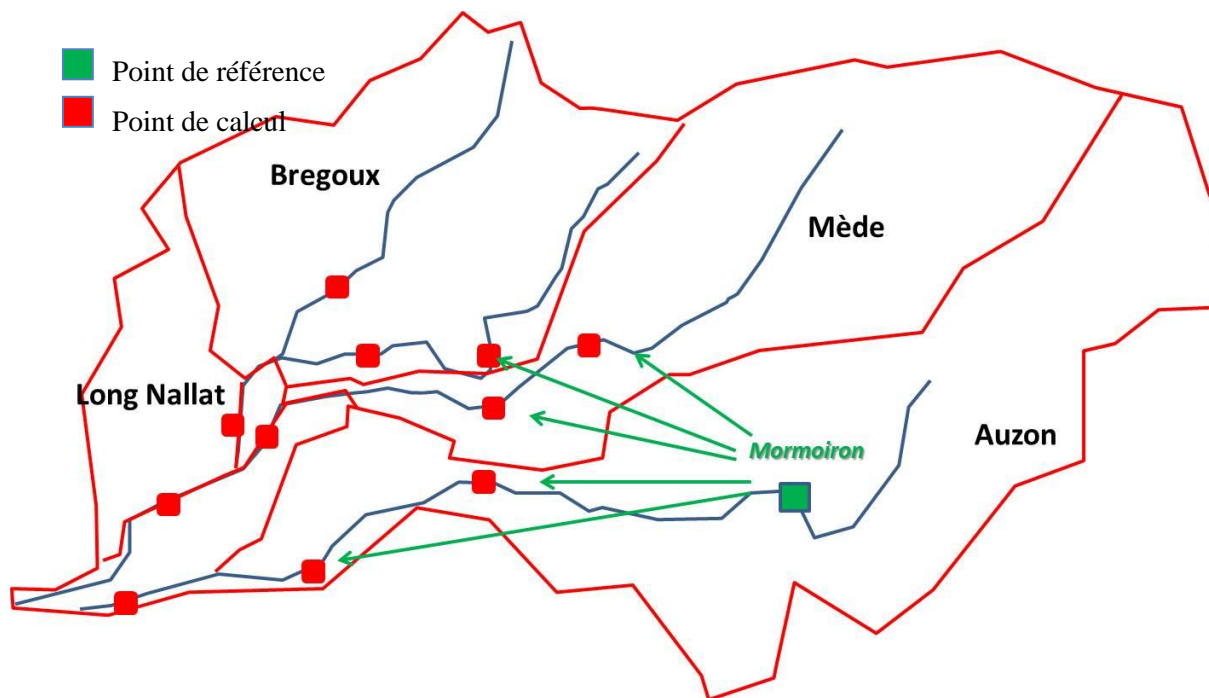 Point de référence
Point de calcul
Bregoux
Mède
Long Nallat
Auzon
Mormoiron